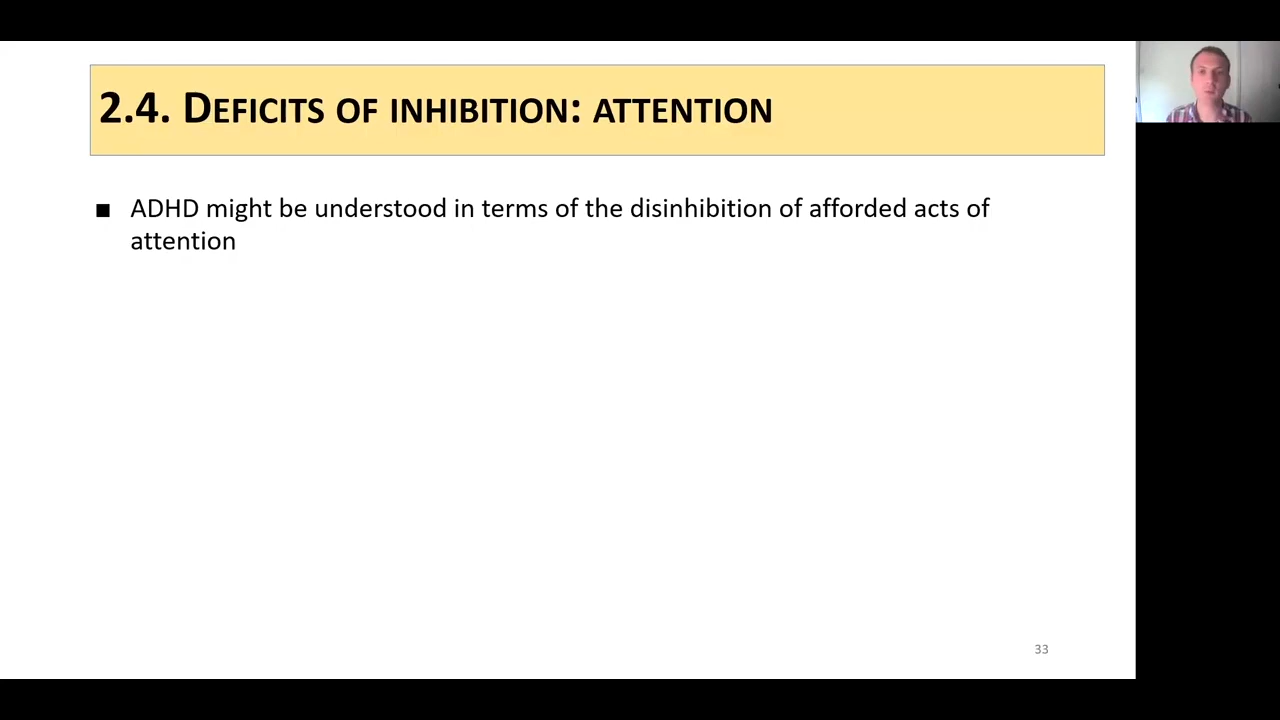 2.4. DEFICITS OF INHIBITION: ATTENTION
▪ ADHD might be understood in terms of the disinhibition of afforded acts of
attention
33